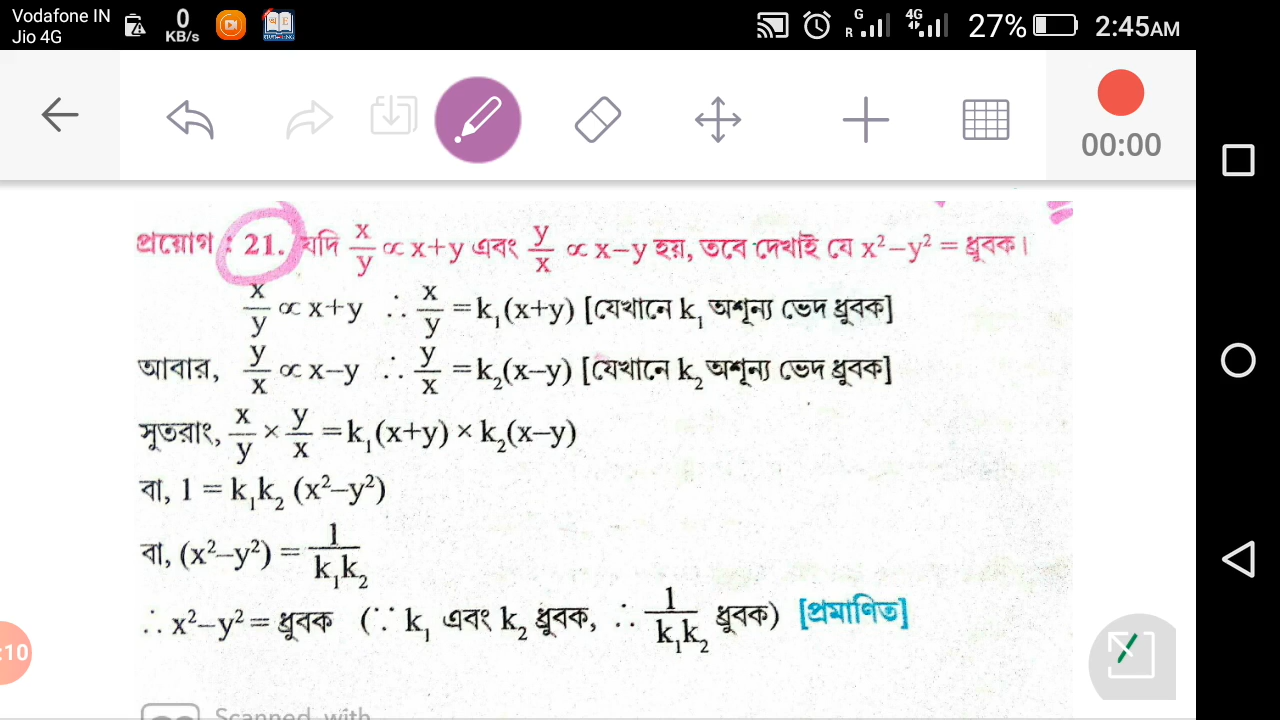 Vodafone IN
Jio 4G
0
KB/s
27%
2:45AM
00:00
প্রয়োগ : 21. যদি x/y ∝ x+y এবং y/x ∝ x–y হয়, তবে দেখাই যে x²–y² = ধ্রুবক।
x/y ∝ x+y ∴ x/y = k₁(x+y) [যেখানে k₁ অশূন্য ভেদ ধ্রুবক]
আবার, y/x ∝ x–y ∴ y/x = k₂(x–y) [যেখানে k₂ অশূন্য ভেদ ধ্রুবক]
সুতরাং, x/y × y/x = k₁(x+y) × k₂(x–y)
বা, 1 = k₁k₂ (x²–y²)
বা, (x²–y²) = 1/k₁k₂
∴ x²–y² = ধ্রুবক (∵ k₁ এবং k₂ ধ্রুবক, ∴ 1/k₁k₂ ধ্রুবক) [প্রমাণিত]
:10
Scanned with